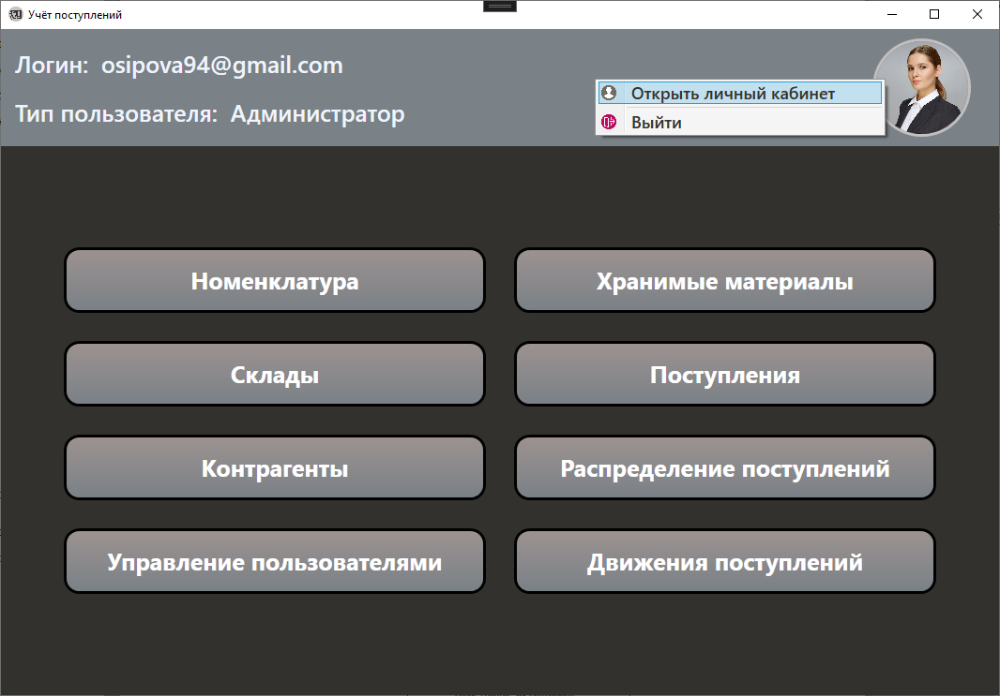 Учёт поступлений
Логин: osipova94@gmail.com
Тип пользователя: Администратор
Открыть личный кабинет
Выйти
Номенклатура
Хранимые материалы
Склады
Поступления
Контрагенты
Распределение поступлений
Управление пользователями
Движения поступлений